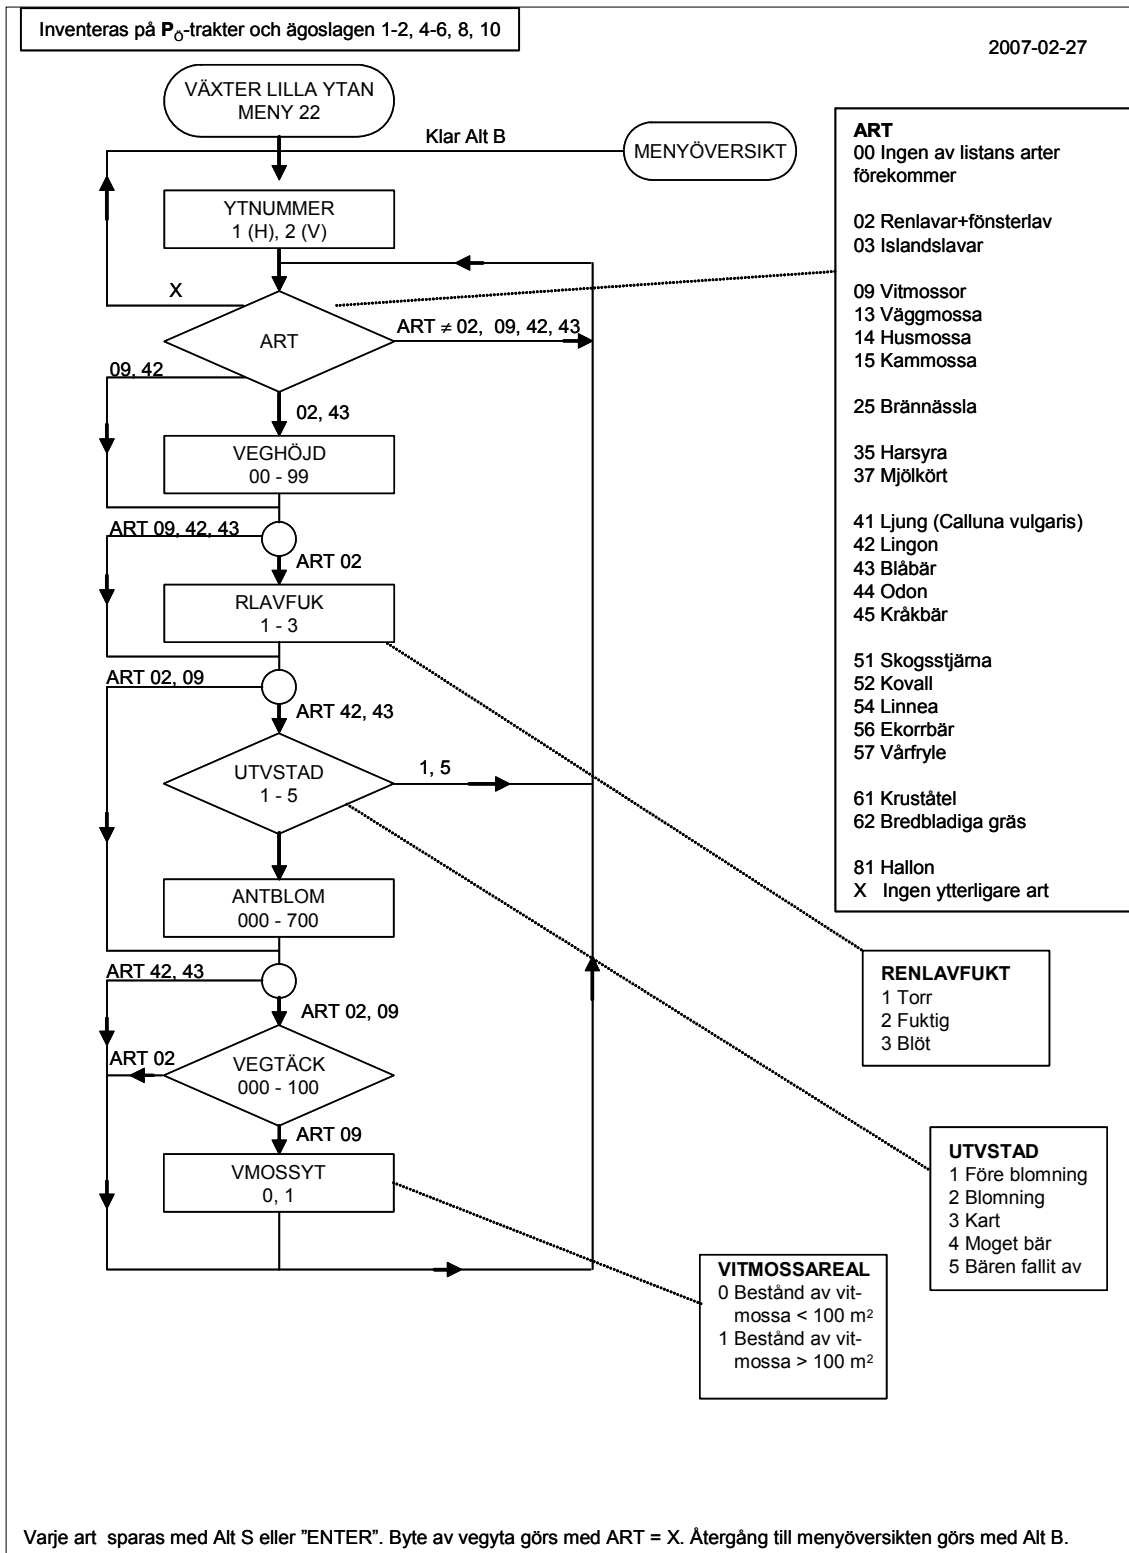 Inventeras på PÖ-trakter och ägoslagen 1-2, 4-6, 8, 10
2007-02-27
VÄXTER LILLA YTAN
MENY 22
Klar Alt B
MENYÖVERSIKT
YTNUMMER
1 (H), 2 (V)
X
ART
ART ≠ 02, 09, 42, 43
09, 42
02, 43
VEGHÖJD
00 - 99
ART 09, 42, 43
ART 02
RLAVFUK
1 - 3
ART 02, 09
ART 42, 43
UTVSTAD
1 - 5
1, 5
ANTBLOM
000 - 700
ART 42, 43
ART 02, 09
VEGTÄCK
000 - 100
ART 02
ART 09
VMOSSYT
0, 1
ART
00 Ingen av listans arter
förekommer
02 Renlavar+fönsterlav
03 Islandslavar
09 Vitmossor
13 Väggmossa
14 Husmossa
15 Kammossa
25 Brännässla
35 Harsyra
37 Mjölkört
41 Ljung (Calluna vulgaris)
42 Lingon
43 Blåbär
44 Odon
45 Kråkbär
51 Skogsstjärna
52 Kovall
54 Linnea
56 Ekorrbär
57 Vårfryle
61 Kruståtel
62 Bredbladiga gräs
81 Hallon
X Ingen ytterligare art
RENLAVFUKT
1 Torr
2 Fuktig
3 Blöt
UTVSTAD
1 Före blomning
2 Blomning
3 Kart
4 Moget bär
5 Bären fallit av
VITMOSSAREAL
0 Bestånd av vit-
mossa < 100 m²
1 Bestånd av vit-
mossa > 100 m²
Varje art sparas med Alt S eller "ENTER". Byte av vegyta görs med ART = X. Återgång till menyöversikten görs med Alt B.